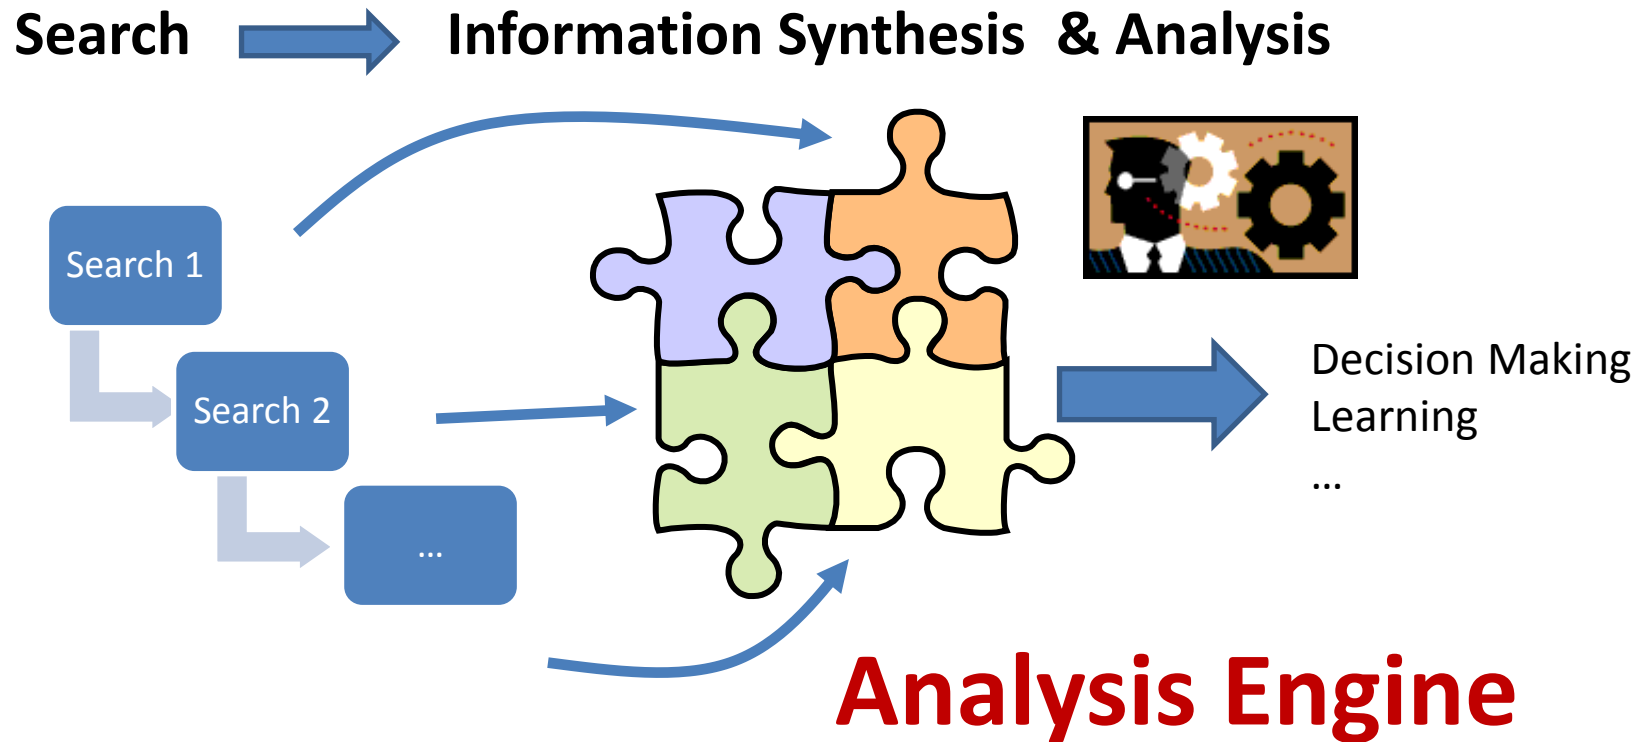 Search Information Synthesis & Analysis
Search 1
Search 2
...
Decision Making
Learning
...
Analysis Engine